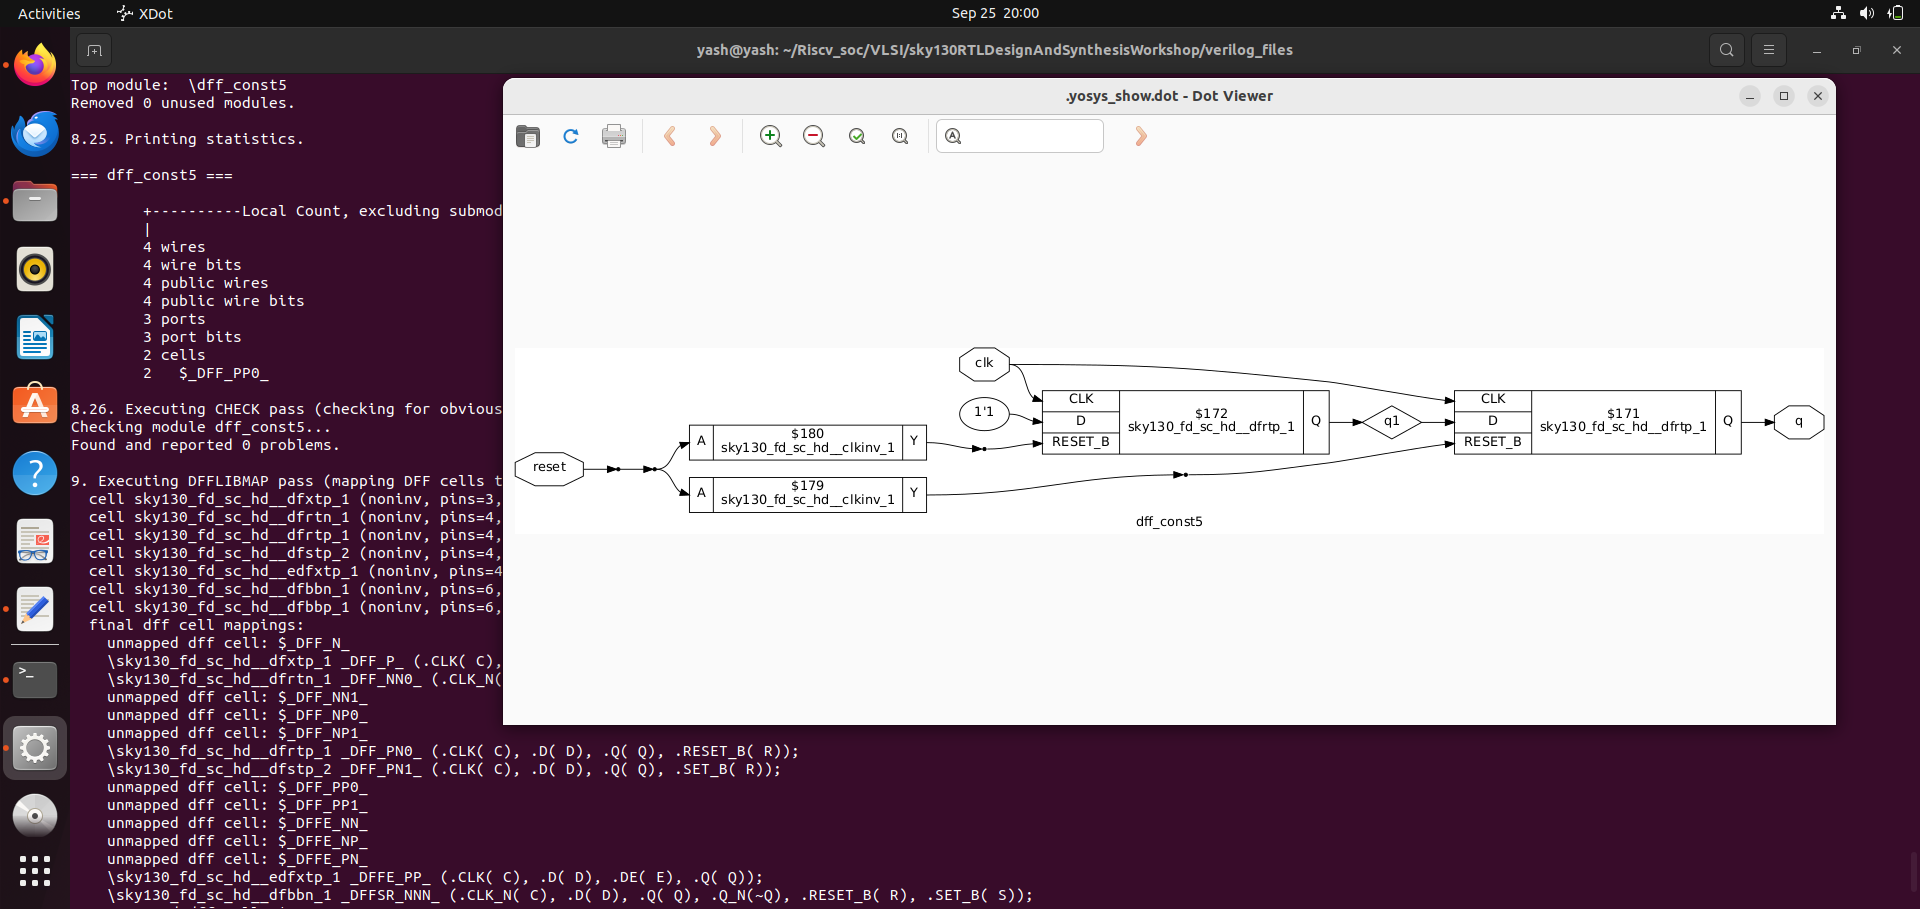 Activities
XDot
Sep 25 20:00
yash@yash: ~/Riscv_soc/VLSI/sky130RTLDesignAndSynthesisWorkshop/verilog_files
Top module:  \dff_const5
Removed 0 unused modules.
8.25. Printing statistics.
=== dff_const5 ===
+----------Local Count, excluding submod
|
4 wires
4 wire bits
4 public wires
4 public wire bits
3 ports
3 port bits
2 cells
2   $_DFF_PP0_
8.26. Executing CHECK pass (checking for obvious
Checking module dff_const5...
Found and reported 0 problems.
9. Executing DFFLIBMAP pass (mapping DFF cells t
cell sky130_fd_sc_hd__dfxtp_1 (noninv, pins=3,
cell sky130_fd_sc_hd__dfrtn_1 (noninv, pins=4,
cell sky130_fd_sc_hd__dfrtp_1 (noninv, pins=4,
cell sky130_fd_sc_hd__dfstp_2 (noninv, pins=4,
cell sky130_fd_sc_hd__edfxtp_1 (noninv, pins=4
cell sky130_fd_sc_hd__dfbbn_1 (noninv, pins=6,
cell sky130_fd_sc_hd__dfbbp_1 (noninv, pins=6,
final dff cell mappings:
unmapped dff cell: $_DFF_N_
\sky130_fd_sc_hd__dfxtp_1 _DFF_P_ (.CLK( C),
\sky130_fd_sc_hd__dfrtn_1 _DFF_NN0_ (.CLK_N(
unmapped dff cell: $_DFF_NN1_
unmapped dff cell: $_DFF_NP0_
unmapped dff cell: $_DFF_NP1_
\sky130_fd_sc_hd__dfrtp_1 _DFF_PN0_ (.CLK( C), .D( D), .Q( Q), .RESET_B( R));
\sky130_fd_sc_hd__dfstp_2 _DFF_PN1_ (.CLK( C), .D( D), .Q( Q), .SET_B( R));
unmapped dff cell: $_DFF_PP0_
unmapped dff cell: $_DFF_PP1_
unmapped dff cell: $_DFFE_NN_
unmapped dff cell: $_DFFE_NP_
unmapped dff cell: $_DFFE_PN_
\sky130_fd_sc_hd__edfxtp_1 _DFFE_PP_ (.CLK( C), .D( D), .DE( E), .Q( Q));
\sky130_fd_sc_hd__dfbbn_1 _DFFSR_NNN_ (.CLK_N( C), .D( D), .Q( Q), .Q_N(~Q), .RESET_B( R), .SET_B( S));
.yosys_show.dot - Dot Viewer
clk
1'1
CLK
D
RESET_B
$172
sky130_fd_sc_hd__dfrtp_1
Q
q1
CLK
D
RESET_B
$171
sky130_fd_sc_hd__dfrtp_1
Q
q
reset
A
$180
sky130_fd_sc_hd__clkinv_1
Y
A
$179
sky130_fd_sc_hd__clkinv_1
Y
dff_const5